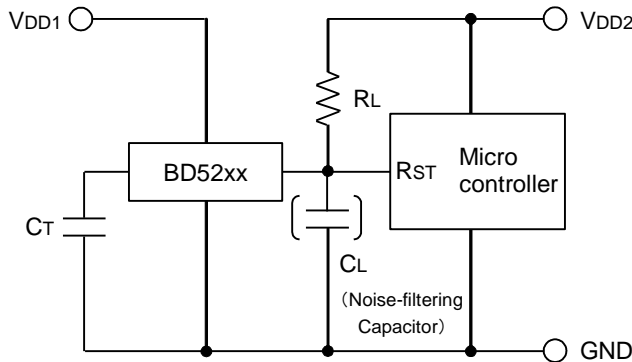 VDD1
VDD2
RL
BD52xx
RST
Micro
controller
CT
CL
（Noise-filtering
Capacitor）
GND